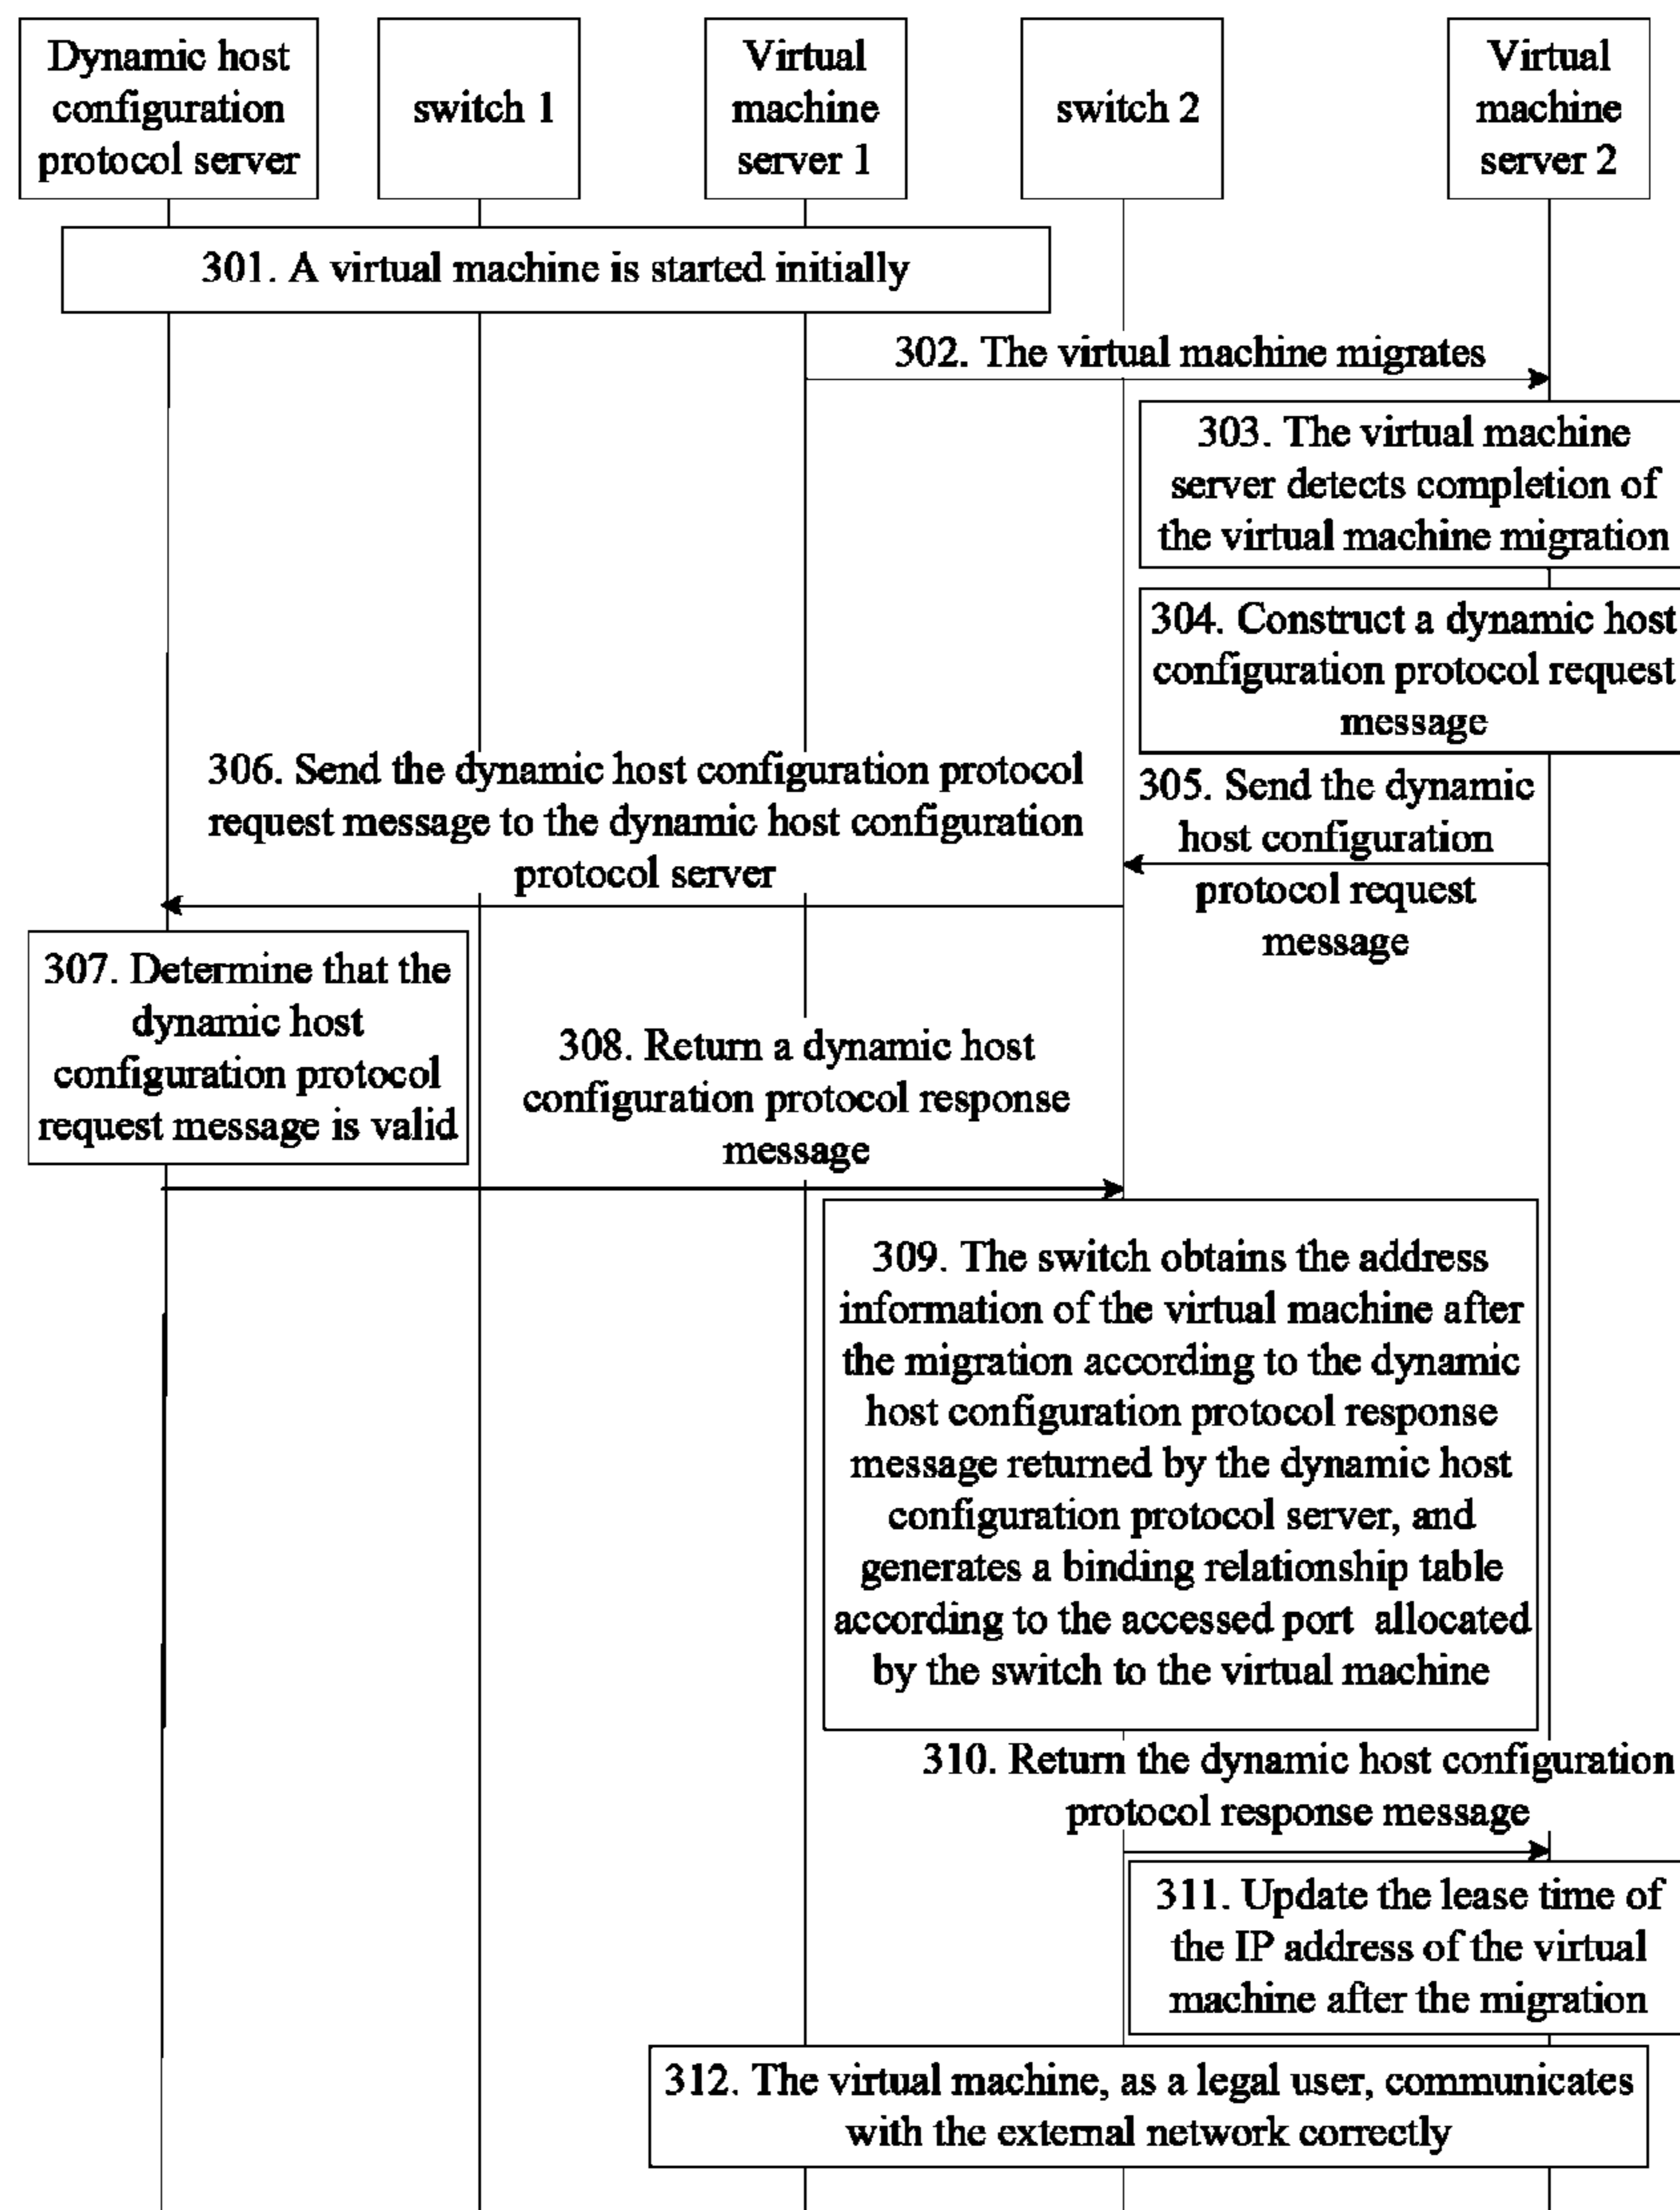 Dynamic host
configuration
protocol server
switch 1
Virtual
machine
server 1
switch 2
Virtual
machine
server 2
301. A virtual machine is started initially
302. The virtual machine migrates
303. The virtual machine
server detects completion of
the virtual machine migration
304. Construct a dynamic host
configuration protocol request
message
305. Send the dynamic
host configuration
protocol request
message
306. Send the dynamic host configuration protocol
request message to the dynamic host configuration
protocol server
307. Determine that the
dynamic host
configuration protocol
request message is valid
308. Return a dynamic host
configuration protocol response
message
309. The switch obtains the address
information of the virtual machine after
the migration according to the dynamic
host configuration protocol response
message returned by the dynamic host
configuration protocol server, and
generates a binding relationship table
according to the accessed port allocated
by the switch to the virtual machine
310. Return the dynamic host configuration
protocol response message
311. Update the lease time of
the IP address of the virtual
machine after the migration
312. The virtual machine, as a legal user, communicates
with the external network correctly